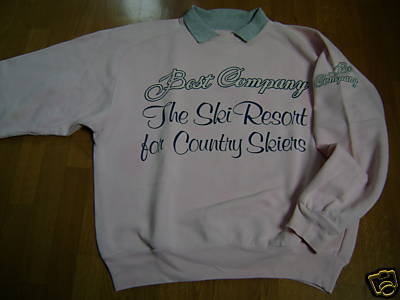 Best Company
The Ski Resort
for Country Skiers
Best
Company